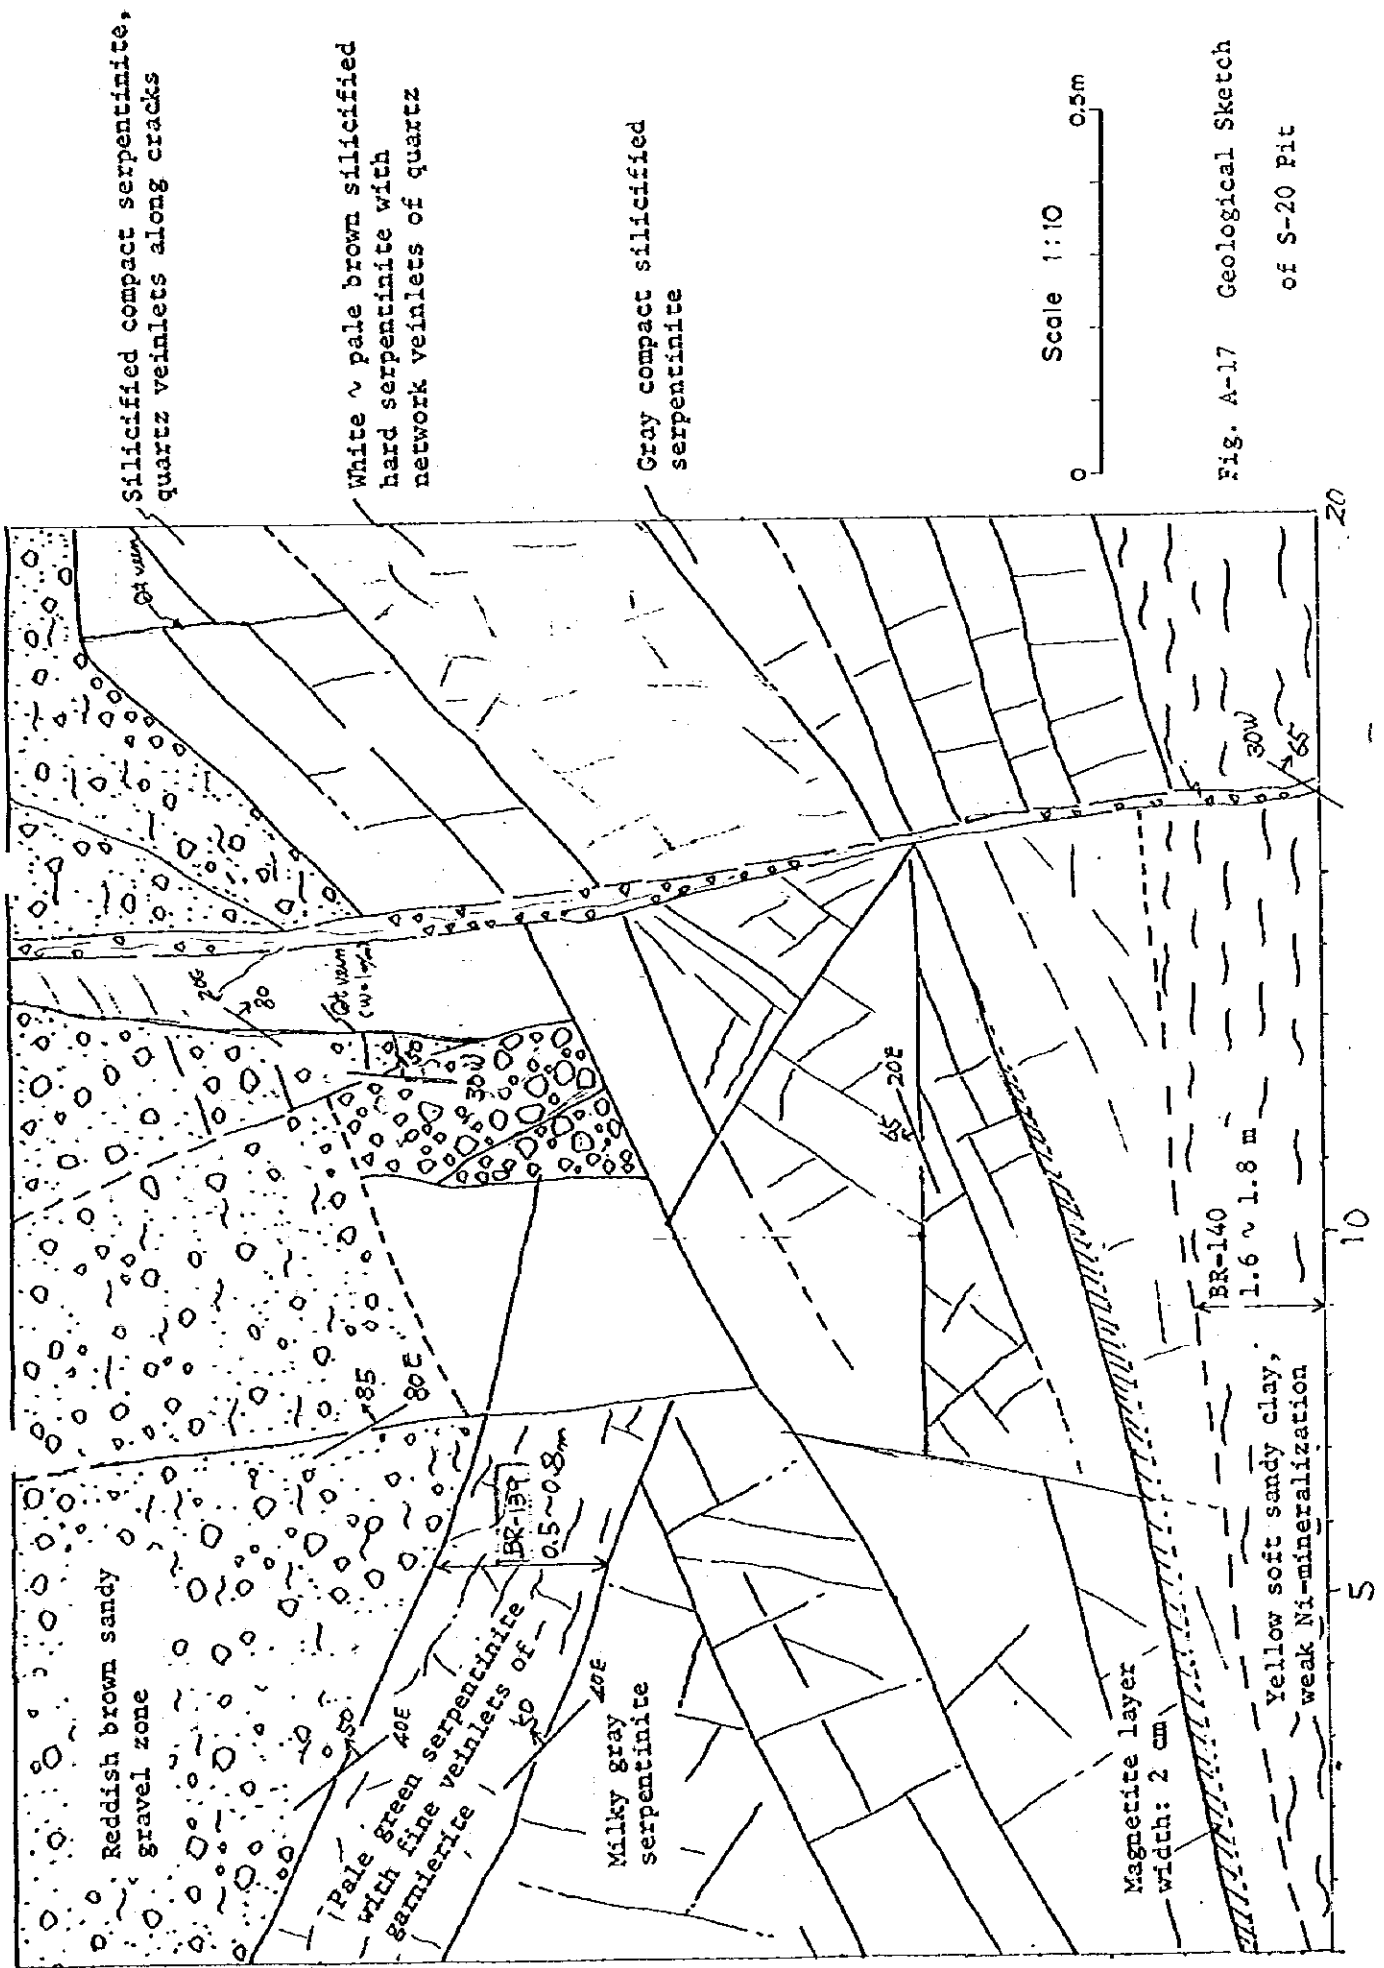 Silicified compact serpentinite,
quartz veinlets along cracks
White ~ pale brown silicified
hard serpentinite with
network veinlets of quartz
Gray compact silicified
serpentinite
Reddish brown sandy
gravel zone
(Pale green serpentinite
with fine veinlets of
garnierite
Milky gray
serpentinite
Magnetite layer
width: 2 cm
Yellow soft sandy clay,
weak Ni-mineralization
BR-139
0.5~0.8m
BR-140
1.6 ~ 1.8 m
Qt vein
Qt vein
50
40E
50
40E
85
80E
80
50
30W
65
20E
30W
65
5
10
20
Scale 1:10
0
0.5m
Fig. A-17 Geological Sketch
of S-20 Pit